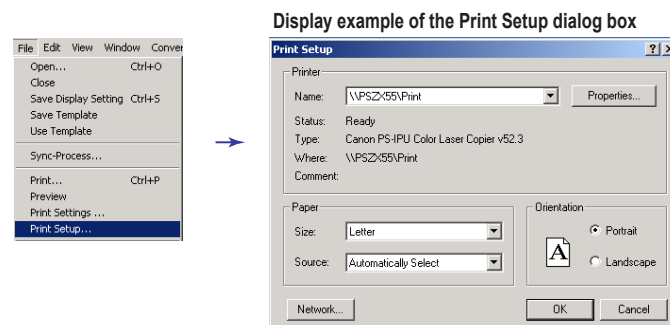 Display example of the Print Setup dialog box
File Edit View Window Conver
Open... Ctrl+O
Close
Save Display Setting Ctrl+S
Save Template
Use Template
Sync-Process...
Print... Ctrl+P
Preview
Print Settings ...
Print Setup...
Print Setup
Printer
Name: \\PSZX55\Print Properties...
Status: Ready
Type: Canon PS-IPU Color Laser Copier v52.3
Where: \\PSZX55\Print
Comment:
Paper
Size: Letter
Source: Automatically Select
Orientation
A
Portrait
Landscape
Network... OK Cancel